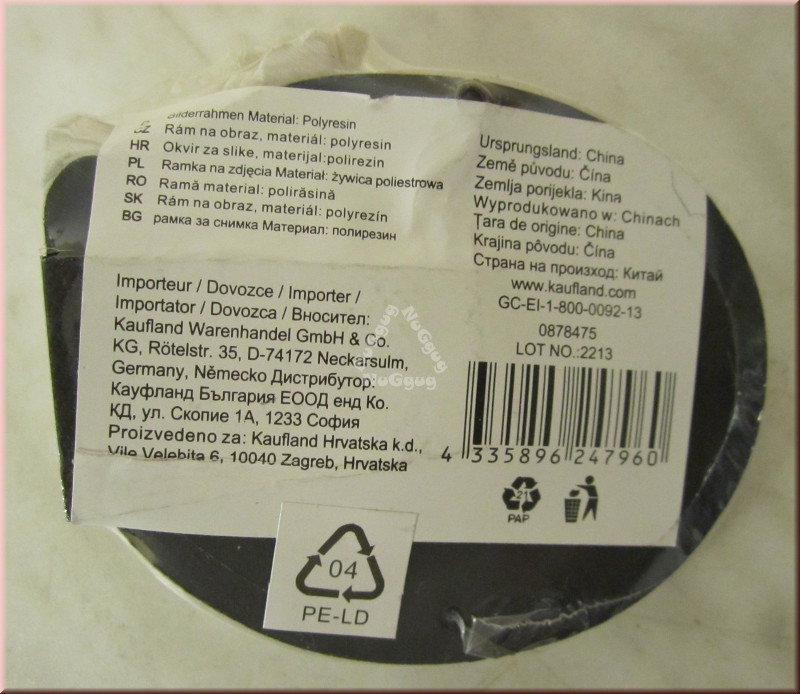 Bilderrahmen Material: Polyresin
CZ Rám na obraz, materiál: polyresin
HR Okvir za slike, materijal:polirezin
PL Ramka na zdjęcia Materiał: żywica poliestrowa
RO Ramă material: polirăsină
SK Rám na obraz, materiál: polyrezín
BG рамка за снимка Материал: полирезин
Ursprungsland: China
Země původu: Čína
Zemlja porijekla: Kina
Wyprodukowano w: Chinach
Țara de origine: China
Krajina pôvodu: Čína
Страна на произход: Китай
www.kaufland.com
GC-EI-1-800-0092-13
0878475
LOT NO.:2213
Importeur / Dovozce / Importer /
Importator / Dovozca / Вносител:
Kaufland Warenhandel GmbH & Co.
KG, Rötelstr. 35, D-74172 Neckarsulm,
Germany, Německo Дистрибутор:
Кауфланд България ЕООД енд Ко.
КД, ул. Скопие 1А, 1233 София
Proizvedeno za: Kaufland Hrvatska k.d.,
Vile Velebita 6, 10040 Zagreb, Hrvatska
4 335896 247960
21
PAP
04
PE-LD
NuGgug
NuGgug
NuGgug